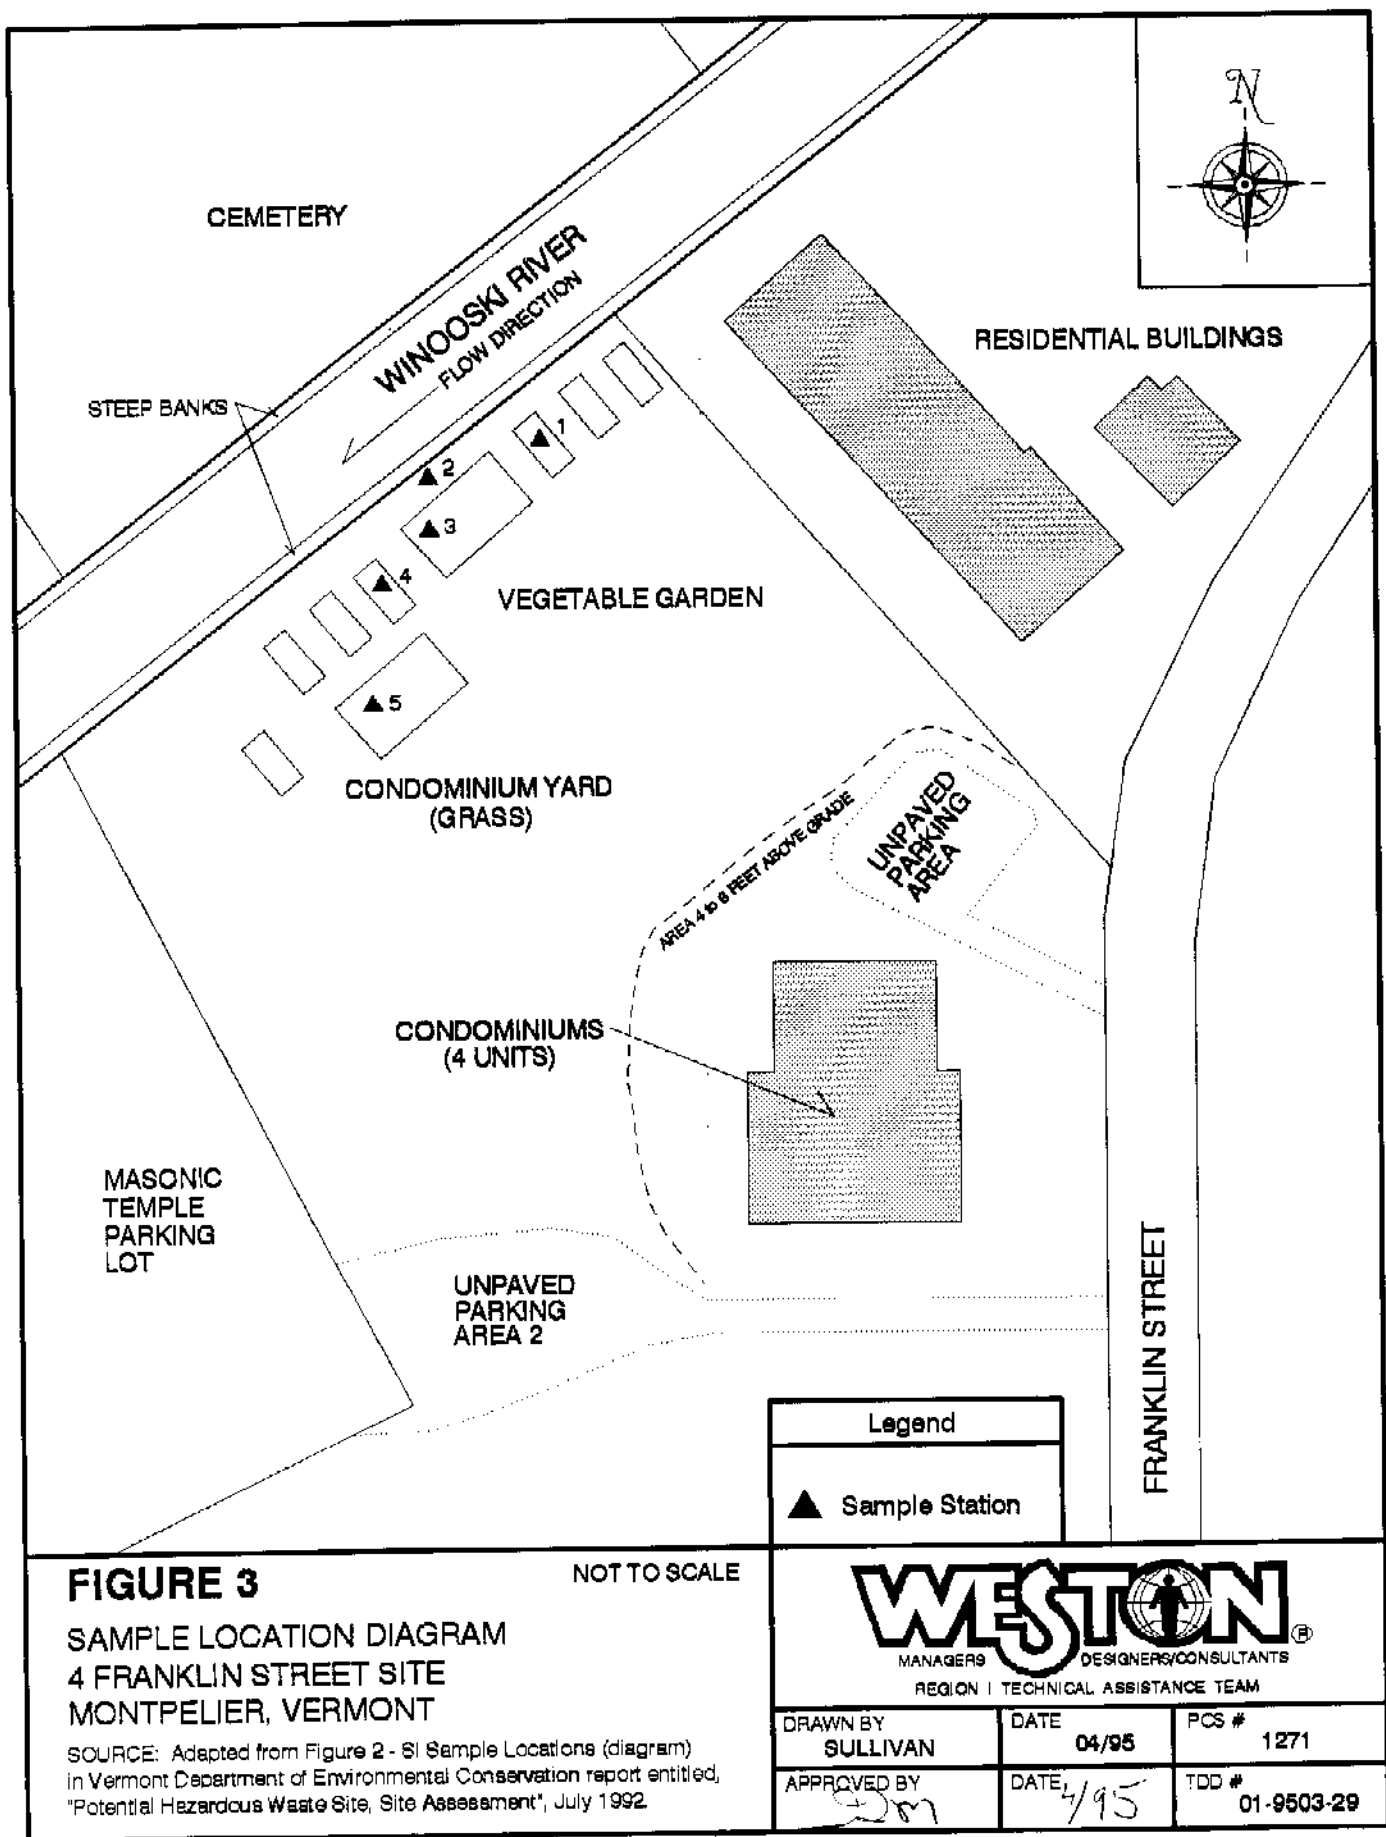 N
CEMETERY
WINOOSKI RIVER
FLOW DIRECTION
RESIDENTIAL BUILDINGS
STEEP BANKS
1
2
3
4
VEGETABLE GARDEN
5
CONDOMINIUM YARD
(GRASS)
UNPAVED
PARKING
AREA
AREA 4 to 6 FEET ABOVE GRADE
CONDOMINIUMS
(4 UNITS)
MASONIC
TEMPLE
PARKING
LOT
UNPAVED
PARKING
AREA 2
FRANKLIN STREET
Legend
Sample Station
FIGURE 3
NOT TO SCALE
SAMPLE LOCATION DIAGRAM
4 FRANKLIN STREET SITE
MONTPELIER, VERMONT
SOURCE: Adapted from Figure 2 - SI Sample Locations (diagram)
in Vermont Department of Environmental Conservation report entitled,
"Potential Hazardous Waste Site, Site Assessment", July 1992.
WESTON®
MANAGERS DESIGNERS/CONSULTANTS
REGION I TECHNICAL ASSISTANCE TEAM
DRAWN BY
SULLIVAN
DATE
04/95
PCS #
1271
APPROVED BY
DM
DATE
4/95
TDD #
01-9503-29